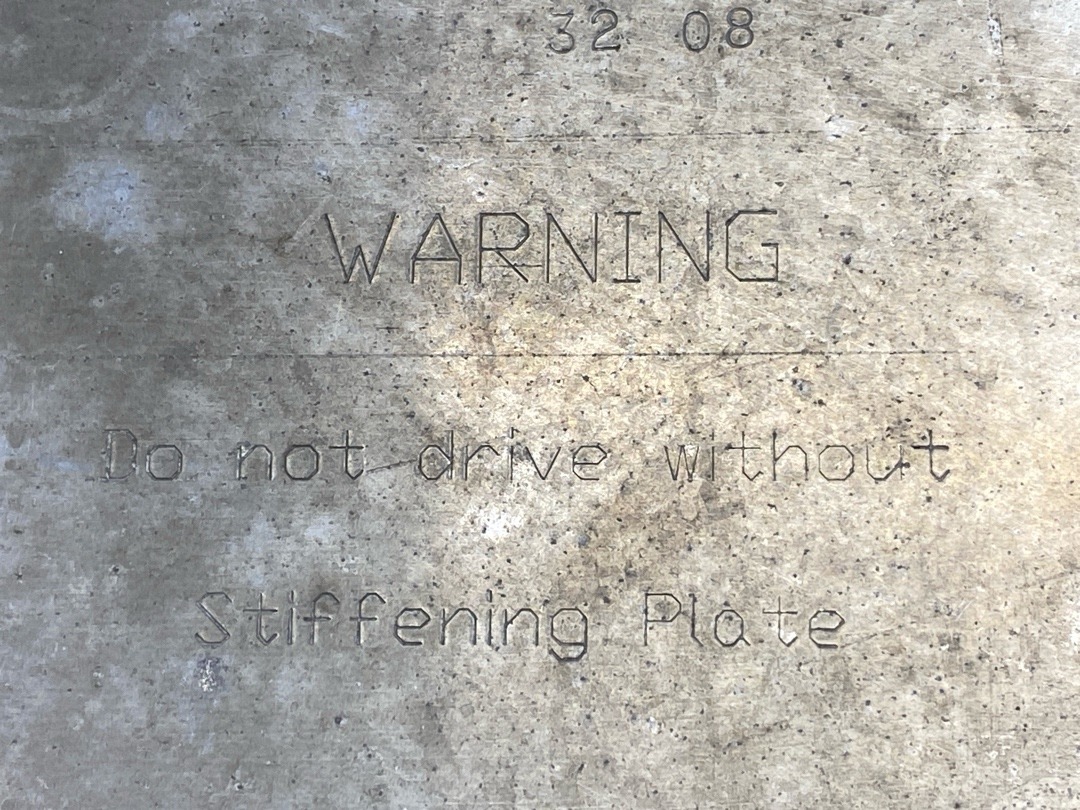 32 08
WARNING
Do not drive without
Stiffening Plate